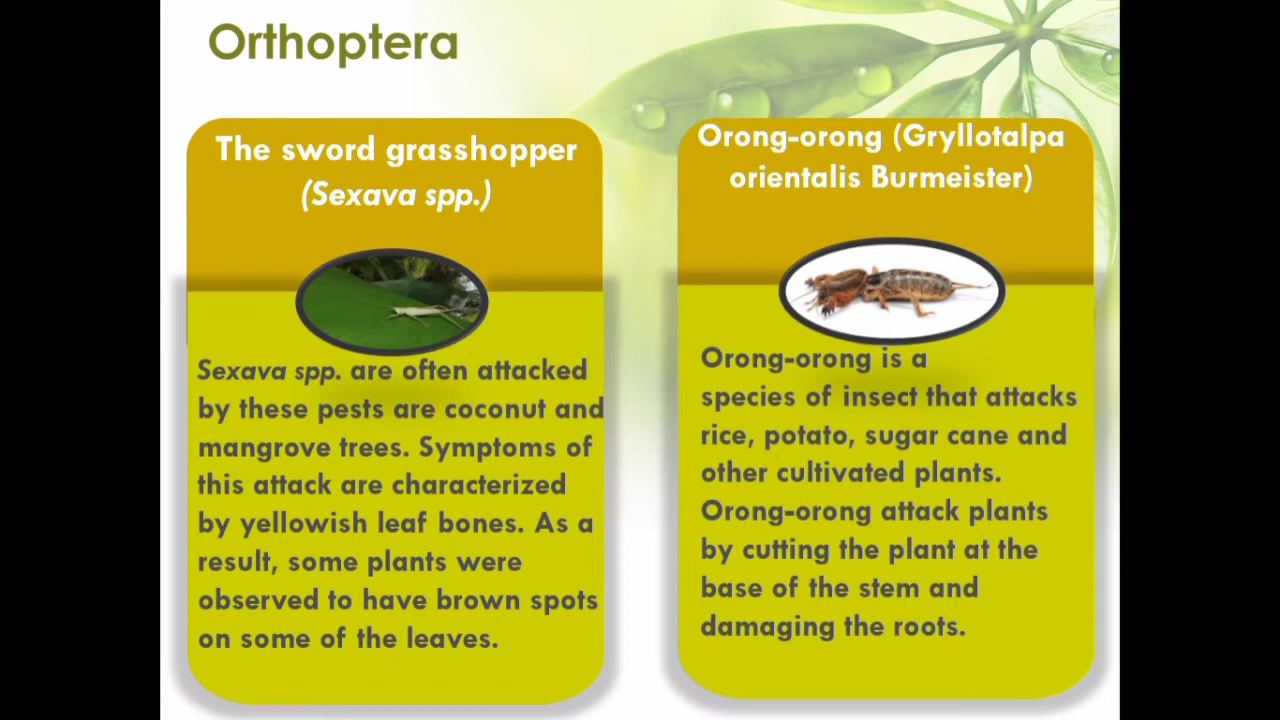 Orthoptera
The sword grasshopper
(Sexava spp.)
Sexava spp. are often attacked
by these pests are coconut and
mangrove trees. Symptoms of
this attack are characterized
by yellowish leaf bones. As a
result, some plants were
observed to have brown spots
on some of the leaves.
Orong-orong (Gryllotalpa
orientalis Burmeister)
Orong-orong is a
species of insect that attacks
rice, potato, sugar cane and
other cultivated plants.
Orong-orong attack plants
by cutting the plant at the
base of the stem and
damaging the roots.